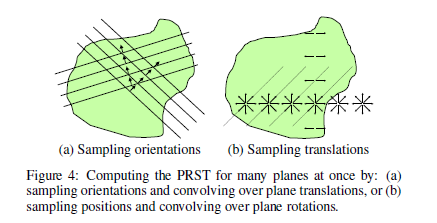 (a) Sampling orientations (b) Sampling translations
Figure 4: Computing the PRST for many planes at once by: (a)
sampling orientations and convolving over plane translations, or (b)
sampling positions and convolving over plane rotations.